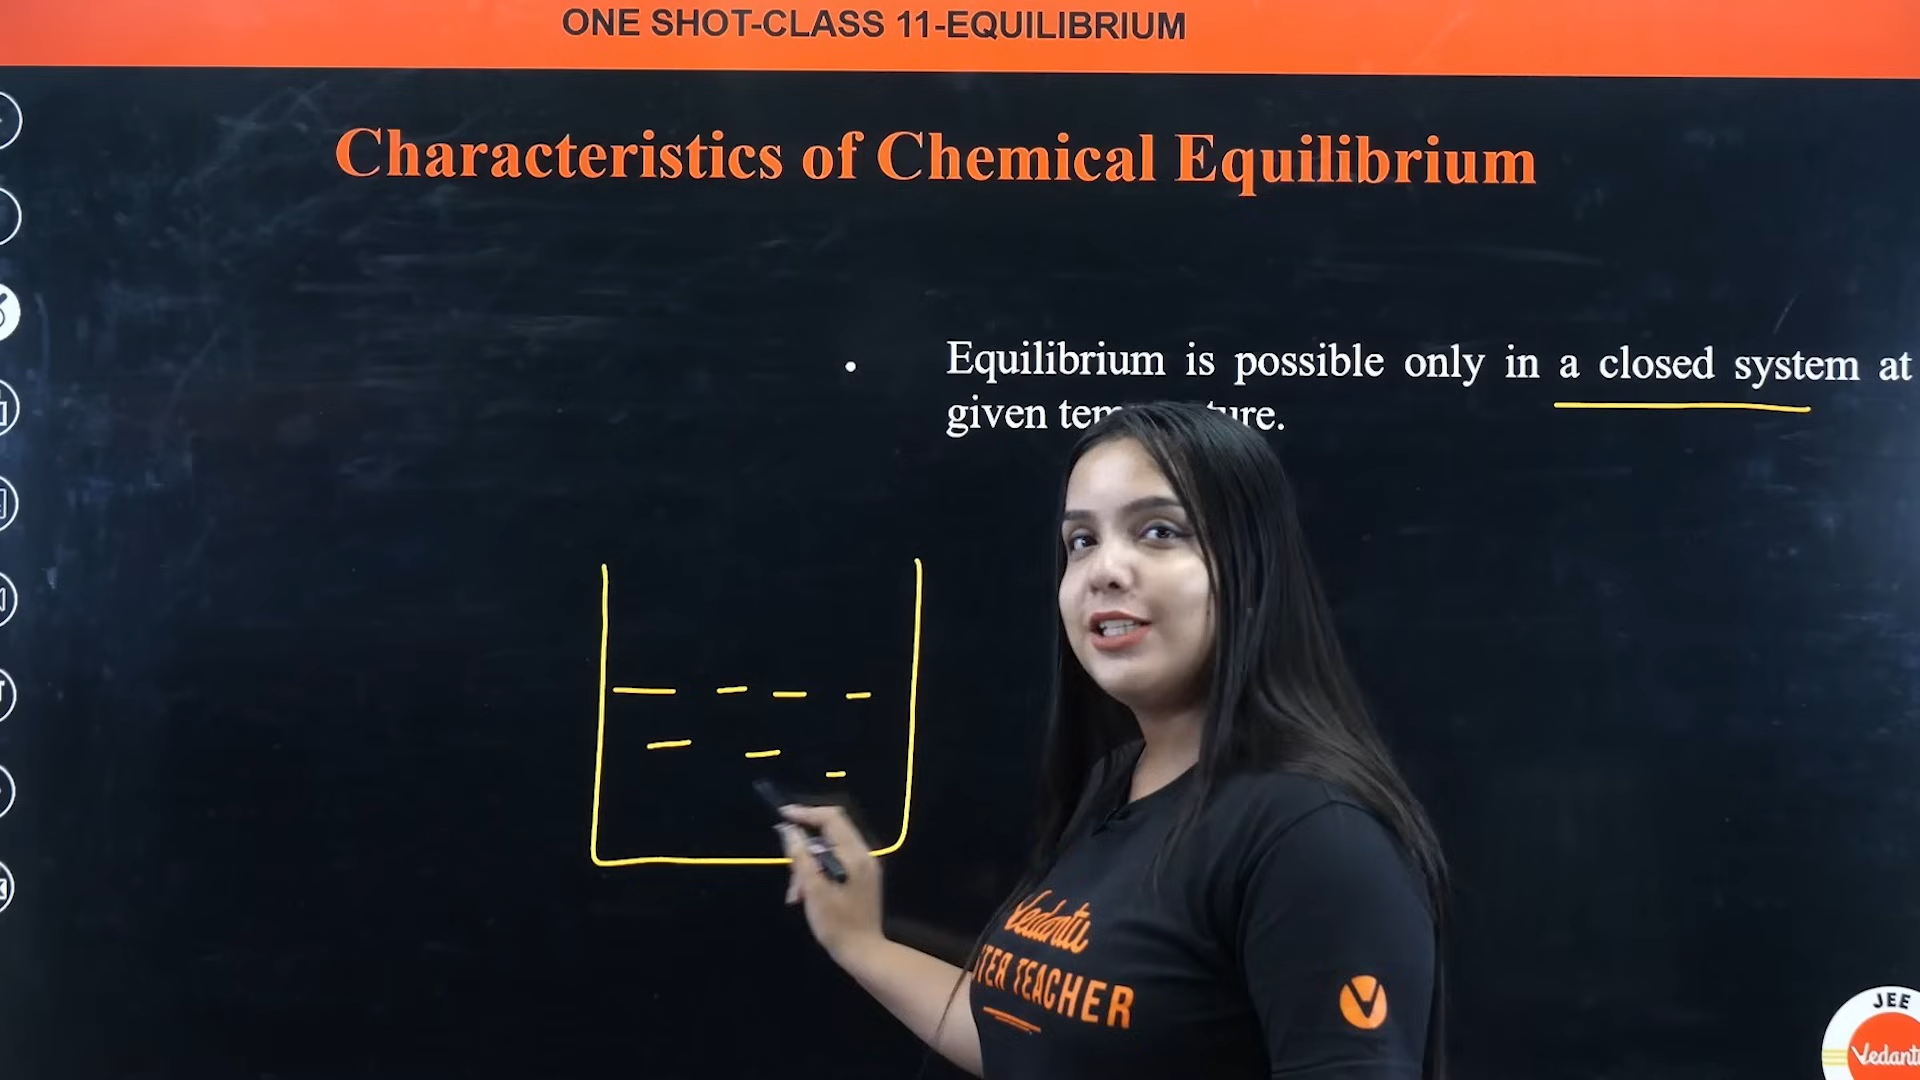 ONE SHOT-CLASS 11-EQUILIBRIUM
Characteristics of Chemical Equilibrium
• Equilibrium is possible only in a closed system at
given
Vedantu
TEACHER
JEE
Vedantu